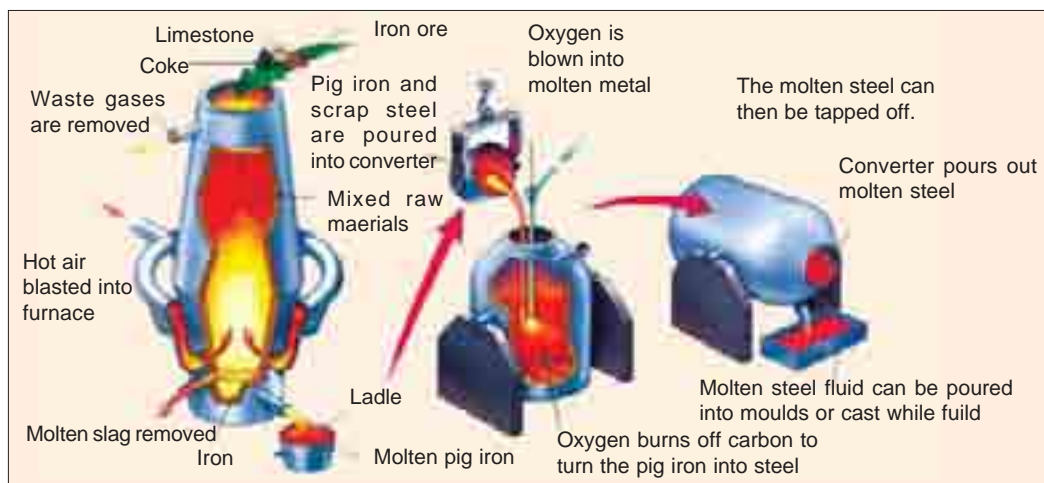 Limestone
Coke
Iron ore
Waste gases
are removed
Pig iron and
scrap steel
are poured
into converter
Mixed raw
maerials
Hot air
blasted into
furnace
Molten slag removed
Iron
Ladle
Molten pig iron
Oxygen is
blown into
molten metal
Oxygen burns off carbon to
turn the pig iron into steel
The molten steel can
then be tapped off.
Converter pours out
molten steel
Molten steel fluid can be poured
into moulds or cast while fuild